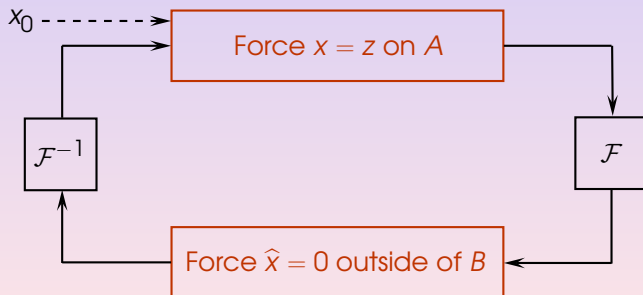 x₀
Force x = z on A
ℱ⁻¹
ℱ
Force x̂ = 0 outside of B